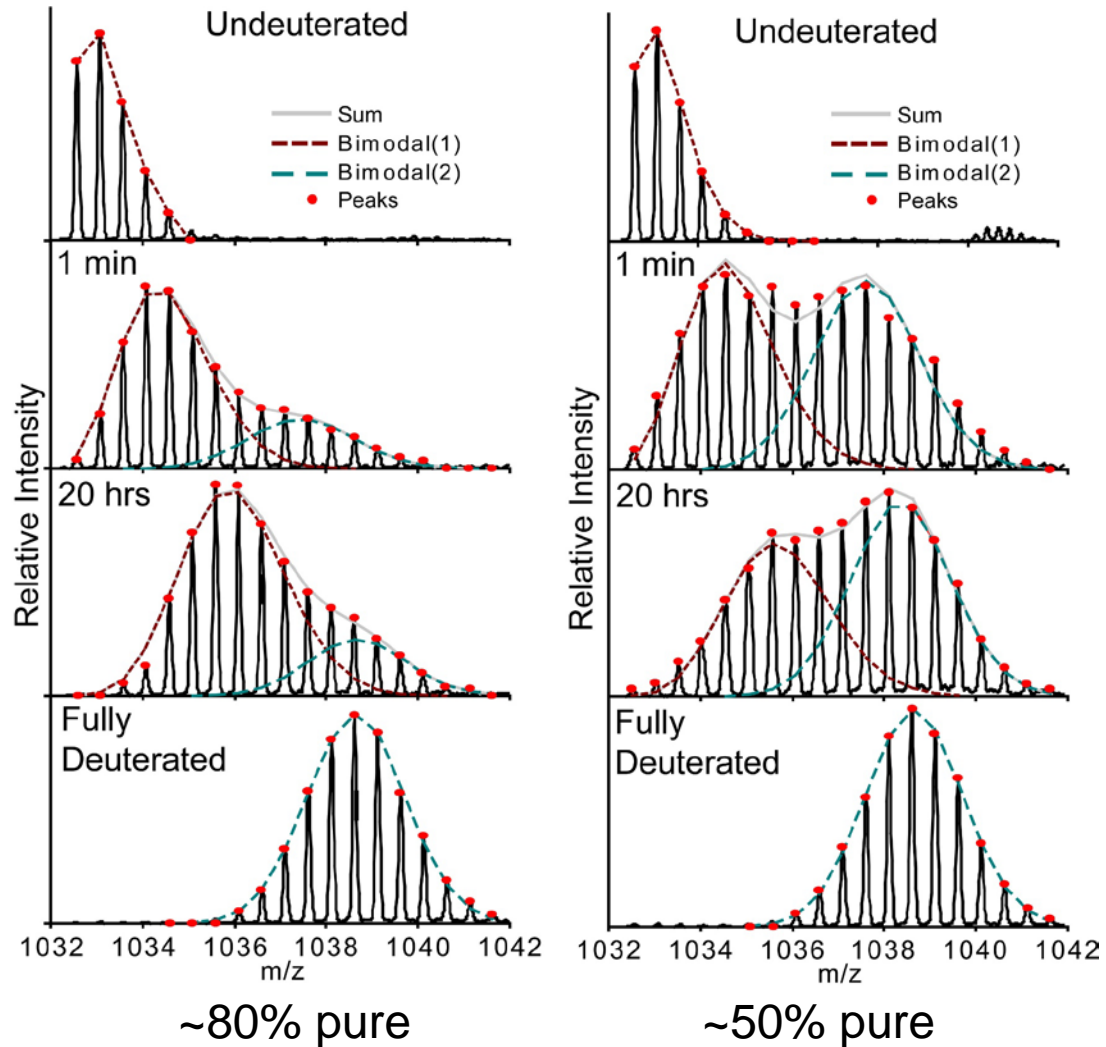 Undeuterated
Sum
Bimodal(1)
Bimodal(2)
Peaks
1 min
20 hrs
Fully
Deuterated
Relative Intensity
1032 1034 1036 1038 1040 1042
m/z
~80% pure
Undeuterated
Sum
Bimodal(1)
Bimodal(2)
Peaks
1 min
20 hrs
Fully
Deuterated
Relative Intensity
1032 1034 1036 1038 1040 1042
m/z
~50% pure